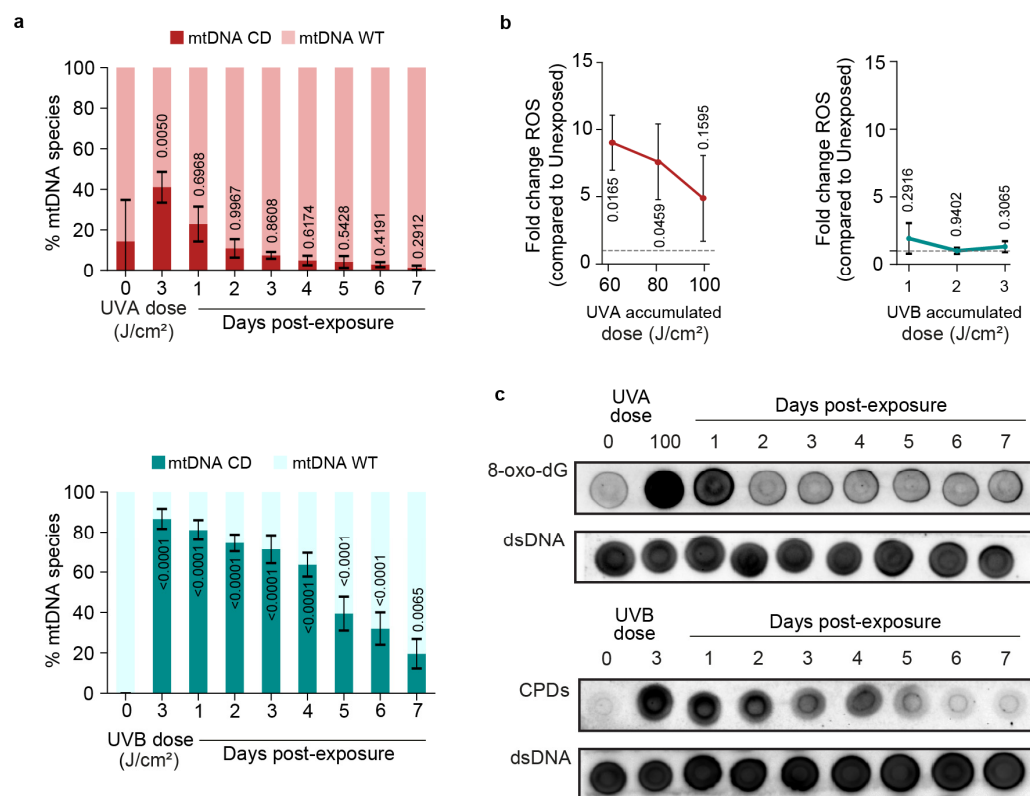 a
mtDNA CD mtDNA WT
% mtDNA species
100
80
60
40
20
0
0.0050
0.6968
0.9967
0.8608
0.6174
0.5428
0.4191
0.2912
0 3 1 2 3 4 5 6 7
UVA dose
(J/cm²)
Days post-exposure
mtDNA CD mtDNA WT
% mtDNA species
100
80
60
40
20
0
<0.0001
<0.0001
<0.0001
<0.0001
<0.0001
<0.0001
<0.0001
0.0065
0 3 1 2 3 4 5 6 7
UVB dose
(J/cm²)
Days post-exposure
b
Fold change ROS
(compared to Unexposed)
15
10
5
0
0.0165
0.0459
0.1595
60 80 100
UVA accumulated
dose (J/cm²)
Fold change ROS
(compared to Unexposed)
15
10
5
0
0.2916
0.9402
0.3065
1 2 3
UVB accumulated
dose (J/cm²)
c
UVA
dose
Days post-exposure
0 100 1 2 3 4 5 6 7
8-oxo-dG
dsDNA
UVB
dose
Days post-exposure
0 3 1 2 3 4 5 6 7
CPDs
dsDNA